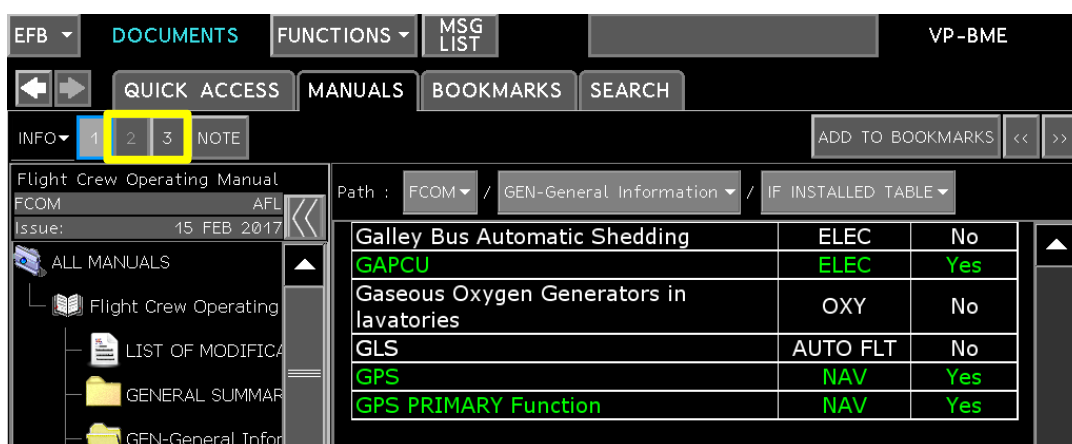 EFB DOCUMENTS FUNCTIONS MSG LIST VP-BME
QUICK ACCESS MANUALS BOOKMARKS SEARCH
INFO 1 2 3 NOTE ADD TO BOOKMARKS << >>
Flight Crew Operating Manual
FCOM AFL
Issue: 15 FEB 2017
Path : FCOM / GEN-General Information / IF INSTALLED TABLE
ALL MANUALS
Flight Crew Operating
LIST OF MODIFICA
GENERAL SUMMAR
GEN-General Infor
Galley Bus Automatic Shedding ELEC No
GAPCU ELEC Yes
Gaseous Oxygen Generators in
lavatories OXY No
GLS AUTO FLT No
GPS NAV Yes
GPS PRIMARY Function NAV Yes